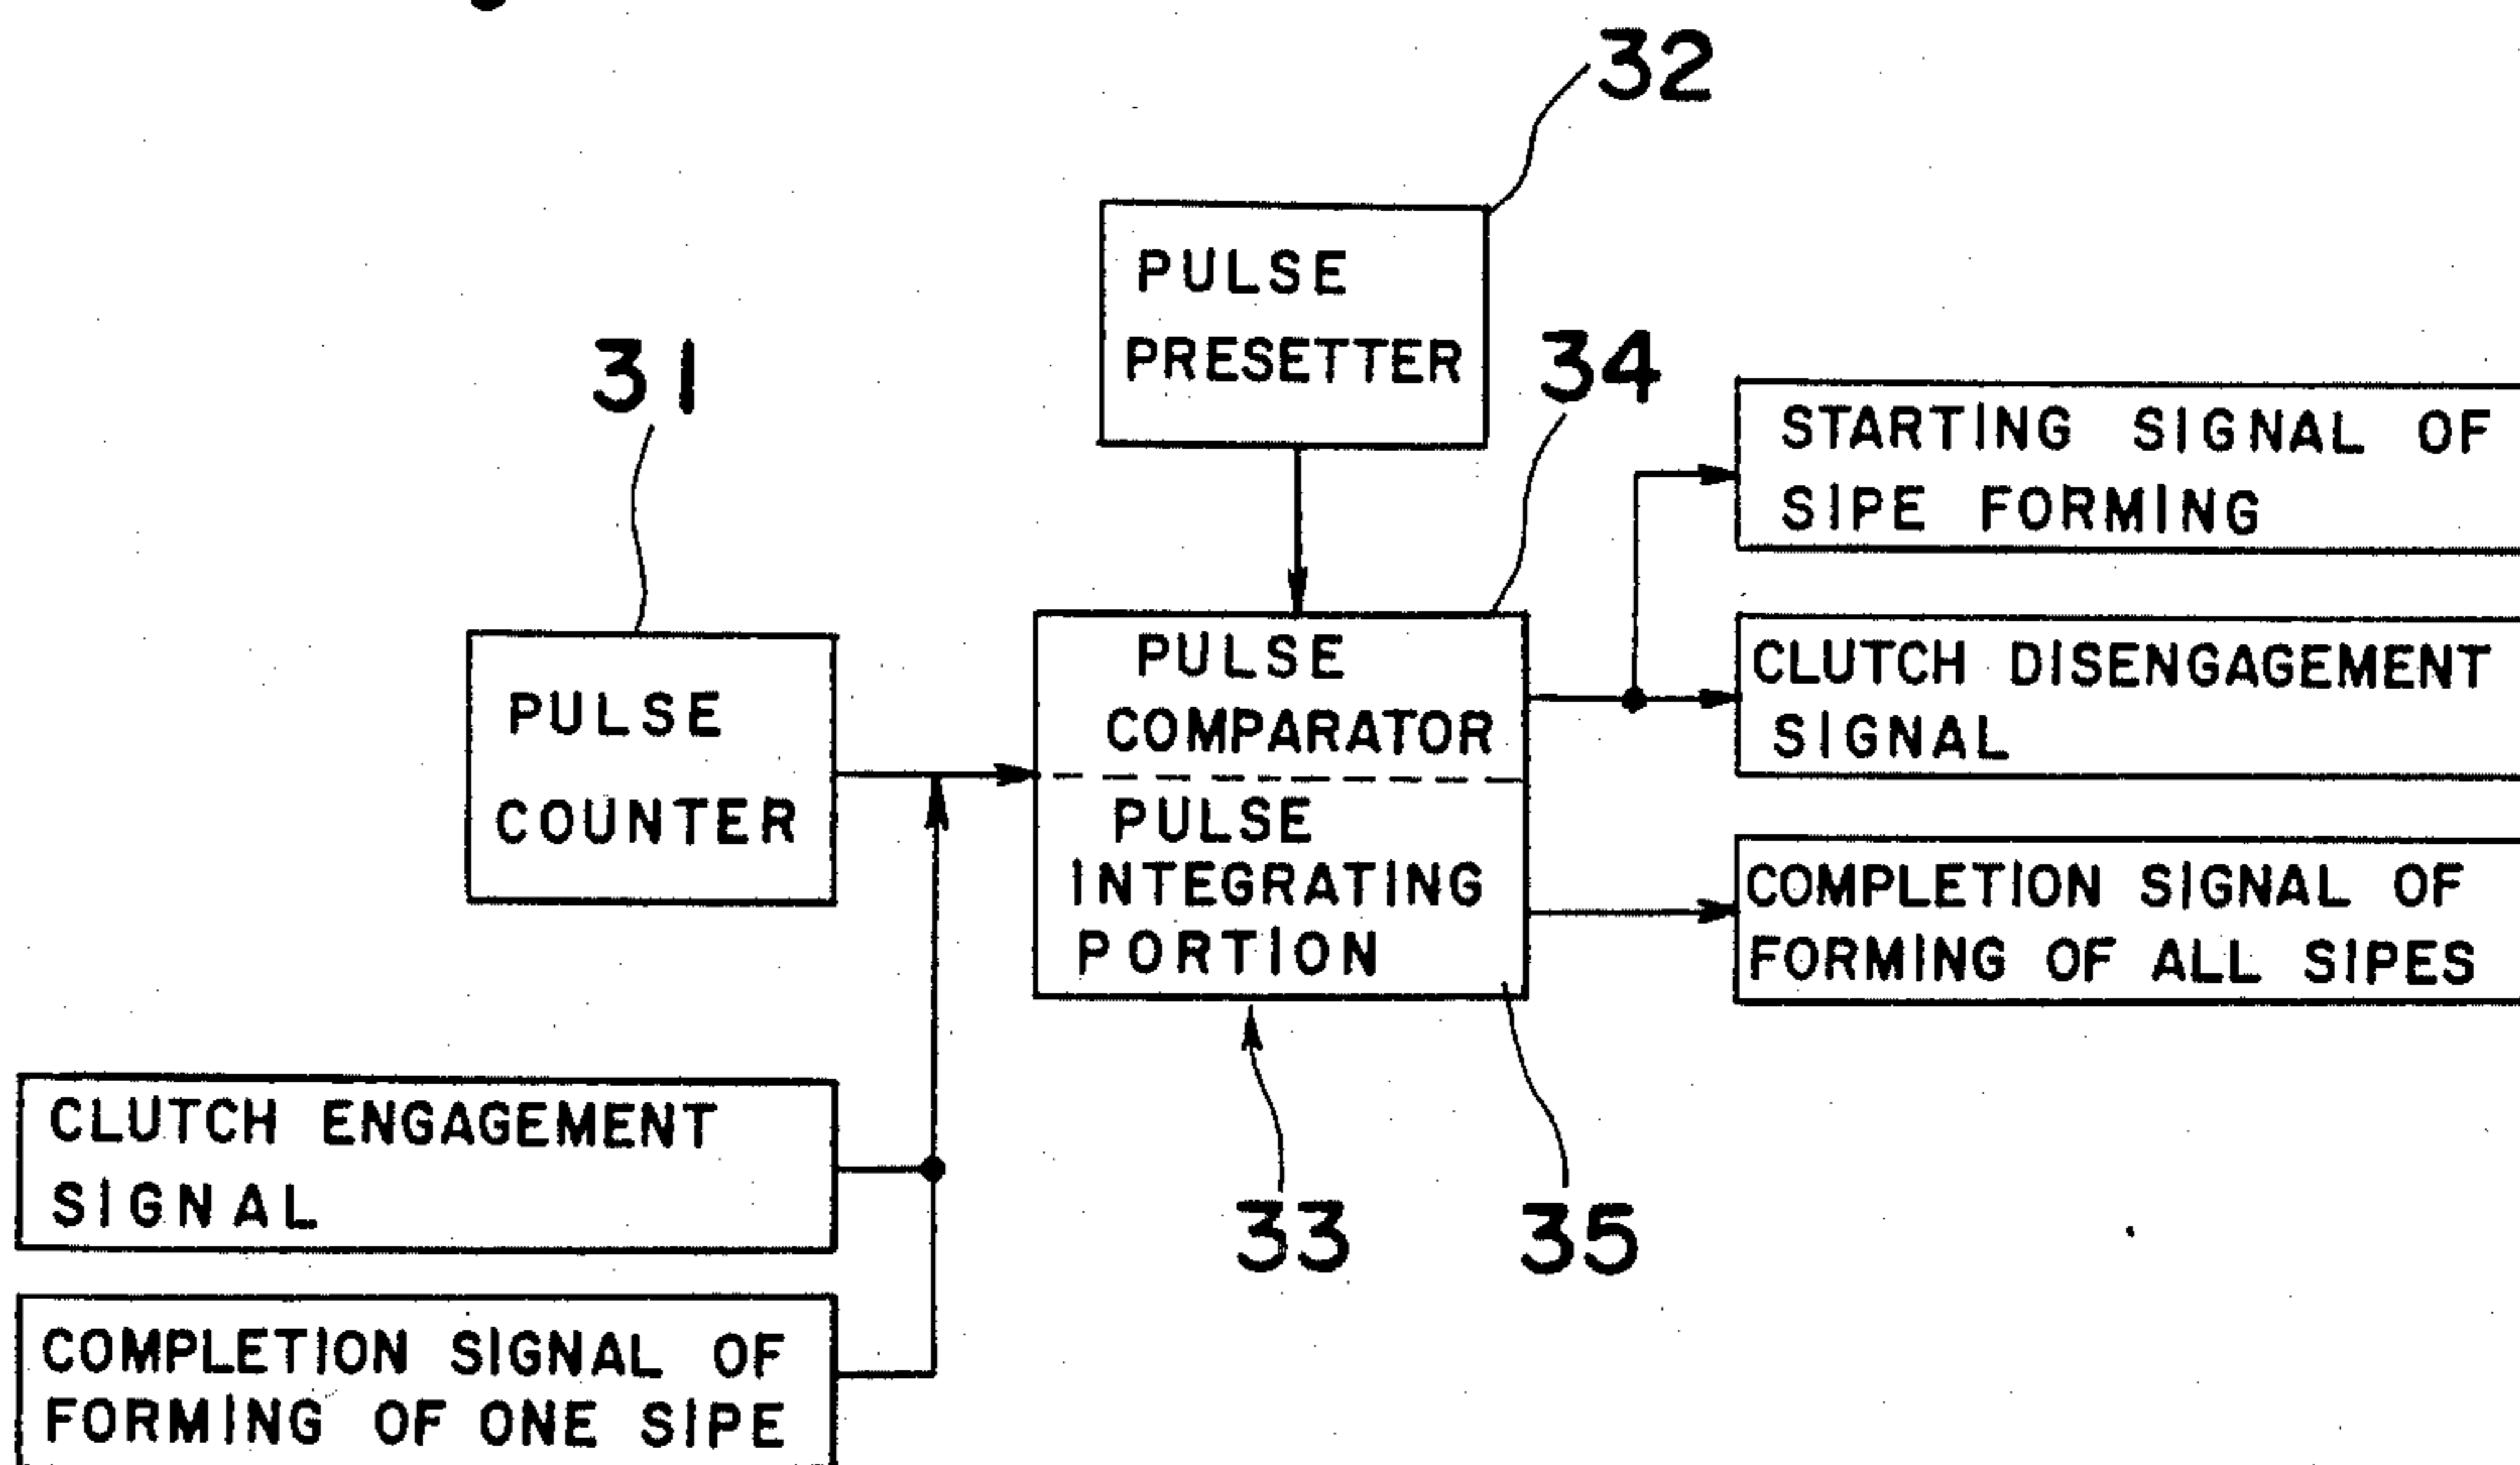 32
PULSE
PRESETTER
31
34
STARTING SIGNAL OF
SIPE FORMING
PULSE
COUNTER
PULSE
COMPARATOR
PULSE
INTEGRATING
PORTION
CLUTCH DISENGAGEMENT
SIGNAL
COMPLETION SIGNAL OF
FORMING OF ALL SIPES
CLUTCH ENGAGEMENT
SIGNAL
33
35
COMPLETION SIGNAL OF
FORMING OF ONE SIPE